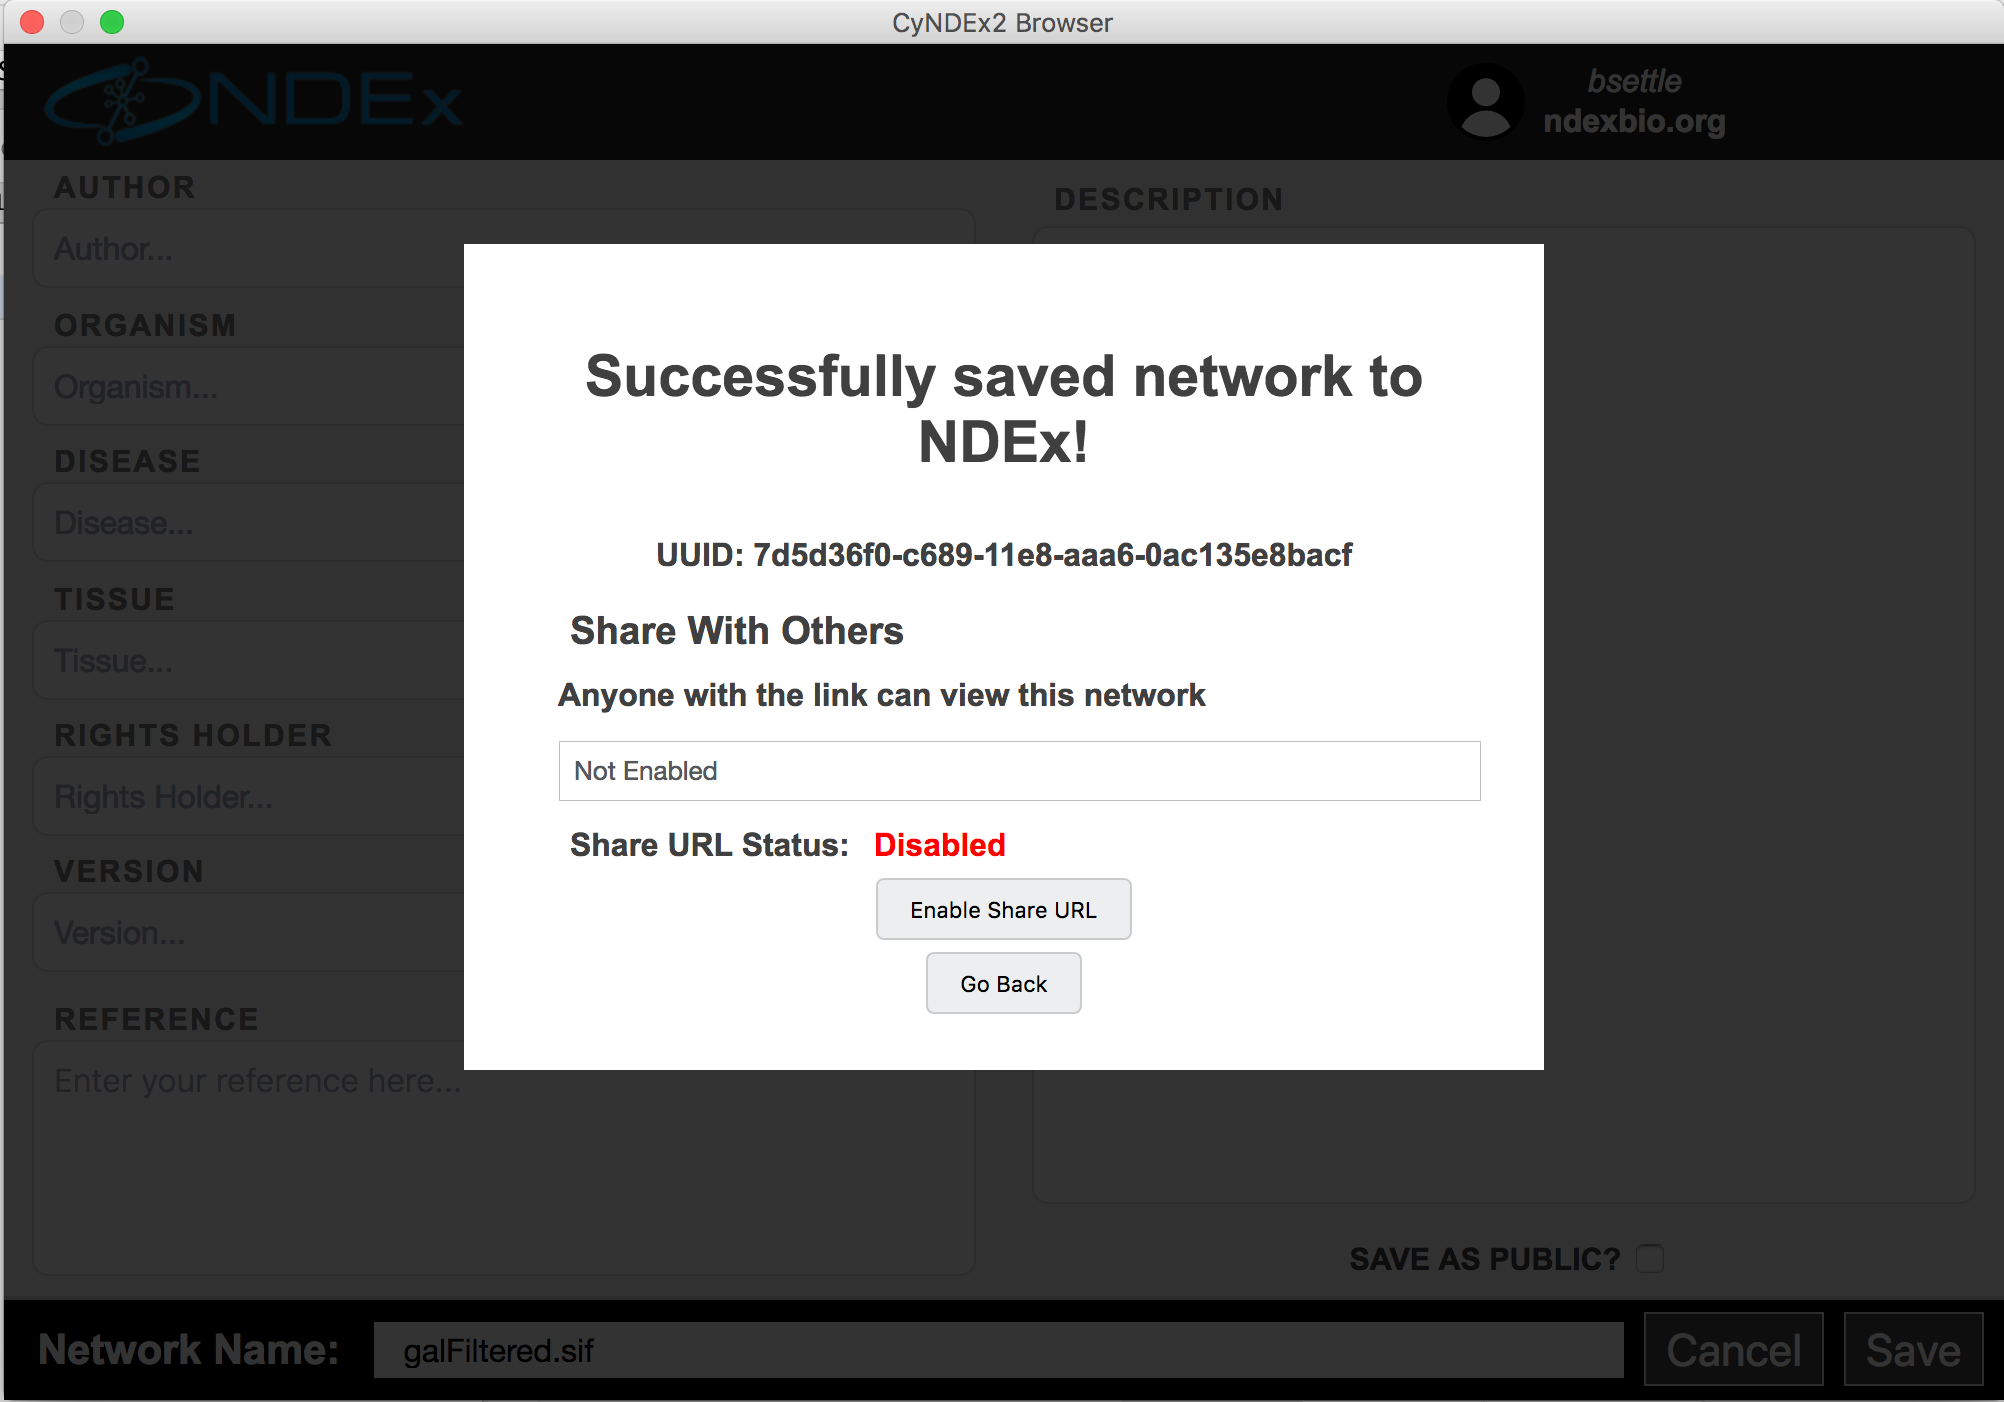 CyNDEx2 Browser
NDEx
bsettle
ndexbio.org
AUTHOR
Author...
ORGANISM
Organism...
DISEASE
Disease...
TISSUE
Tissue...
RIGHTS HOLDER
Rights Holder...
VERSION
Version...
REFERENCE
Enter your reference here...
DESCRIPTION
Successfully saved network to
NDEx!
UUID: 7d5d36f0-c689-11e8-aaa6-0ac135e8bacf
Share With Others
Anyone with the link can view this network
Not Enabled
Share URL Status: Disabled
Enable Share URL
Go Back
SAVE AS PUBLIC?
Network Name: galFiltered.sif Cancel Save